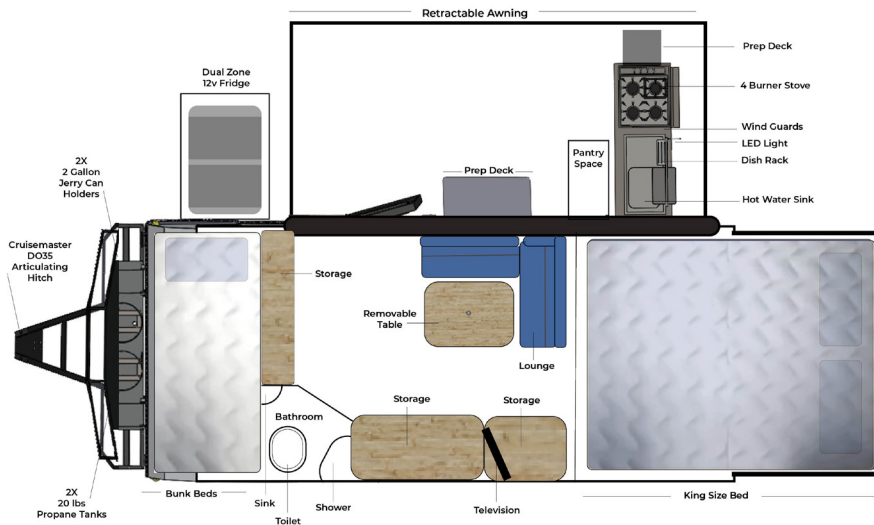 Retractable Awning
Prep Deck
Dual Zone
12v Fridge
4 Burner Stove
Wind Guards
LED Light
Pantry
Space
Dish Rack
2X
2 Gallon
Jerry Can
Holders
Prep Deck
Hot Water Sink
Cruisemaster
DO35
Articulating
Hitch
Storage
Removable
Table
Lounge
Storage
Storage
Bathroom
2X
20 lbs
Propane Tanks
Bunk Beds
Sink
Toilet
Shower
Television
King Size Bed